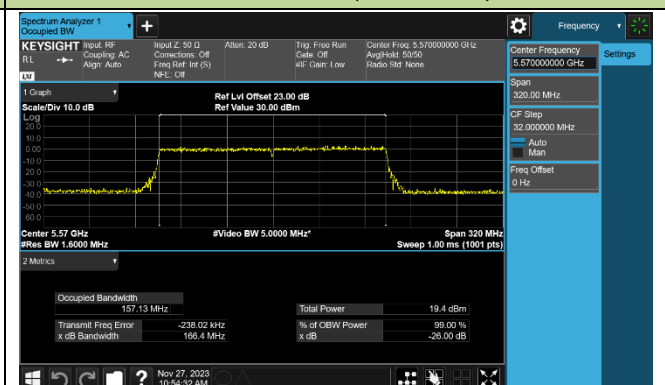 Spectrum Analyzer 1
Occupied BW
Frequency
KEYSIGHT
Input: RF
Input Z: 50 Ω
Atten: 20 dB
Trig: Free Run
Center Freq: 5.570000000 GHz
RL
Coupling: AC
Corrections: Off
Gate: Off
Avg|Hold: 50/50
Align: Auto
Freq Ref: Int (S)
#IF Gain: Low
Radio Std: None
NFE: Off
LXI
Center Frequency
5.570000000 GHz
Settings
Span
320.00 MHz
CF Step
32.000000 MHz
Auto
Man
Freq Offset
0 Hz
1 Graph
Ref Lvl Offset 23.00 dB
Scale/Div 10.0 dB
Ref Value 30.00 dBm
Log
20.0
10.0
0.00
-10.0
-20.0
-30.0
-40.0
-50.0
-60.0
Center 5.57 GHz
#Video BW 5.0000 MHz*
Span 320 MHz
#Res BW 1.6000 MHz
Sweep 1.00 ms (1001 pts)
2 Metrics
Occupied Bandwidth
157.13 MHz
Total Power
19.4 dBm
Transmit Freq Error
-238.02 kHz
% of OBW Power
99.00 %
x dB Bandwidth
166.4 MHz
x dB
-26.00 dB
?
Nov 27, 2023
10:54:32 AM